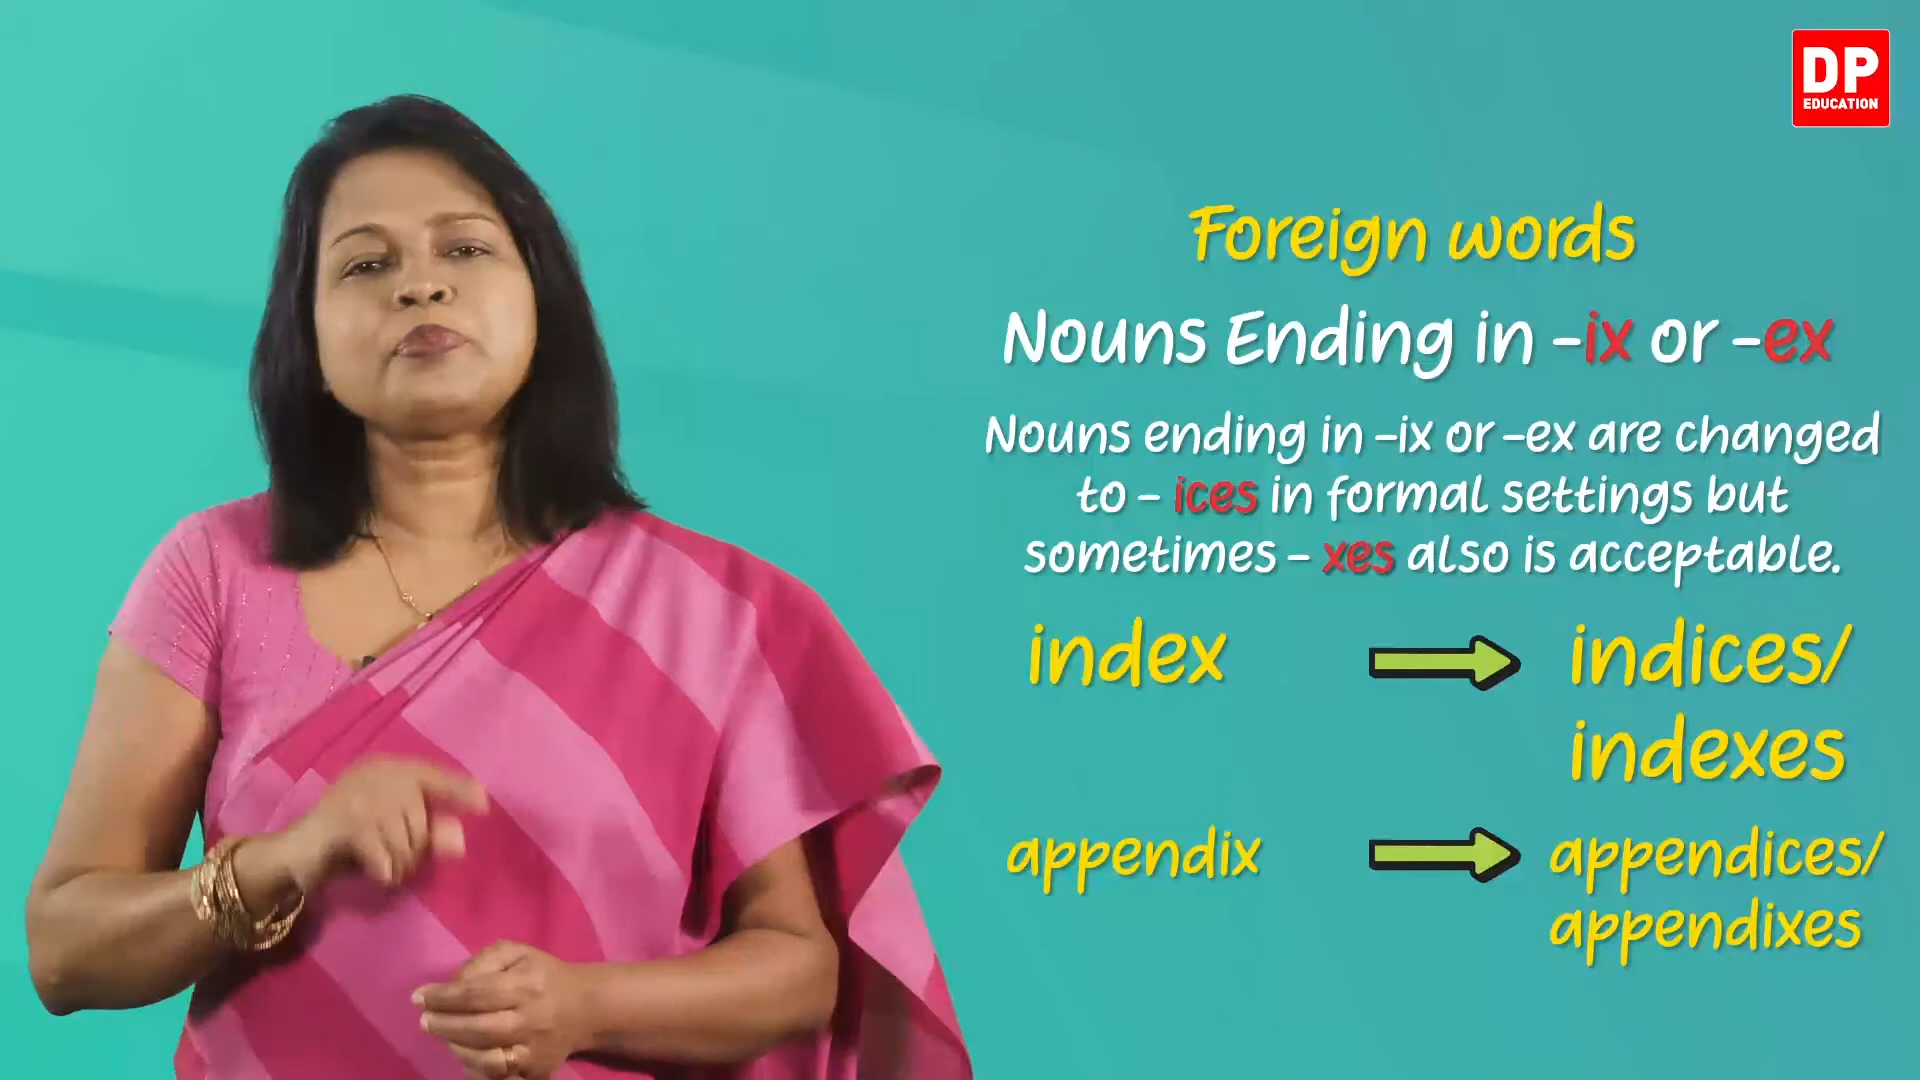 DP
EDUCATION
Foreign words
Nouns Ending in -ix or -ex
Nouns ending in -ix or -ex are changed
to - ices in formal settings but
sometimes - xes also is acceptable.
index
indices/
indexes
appendix
appendices/
appendixes